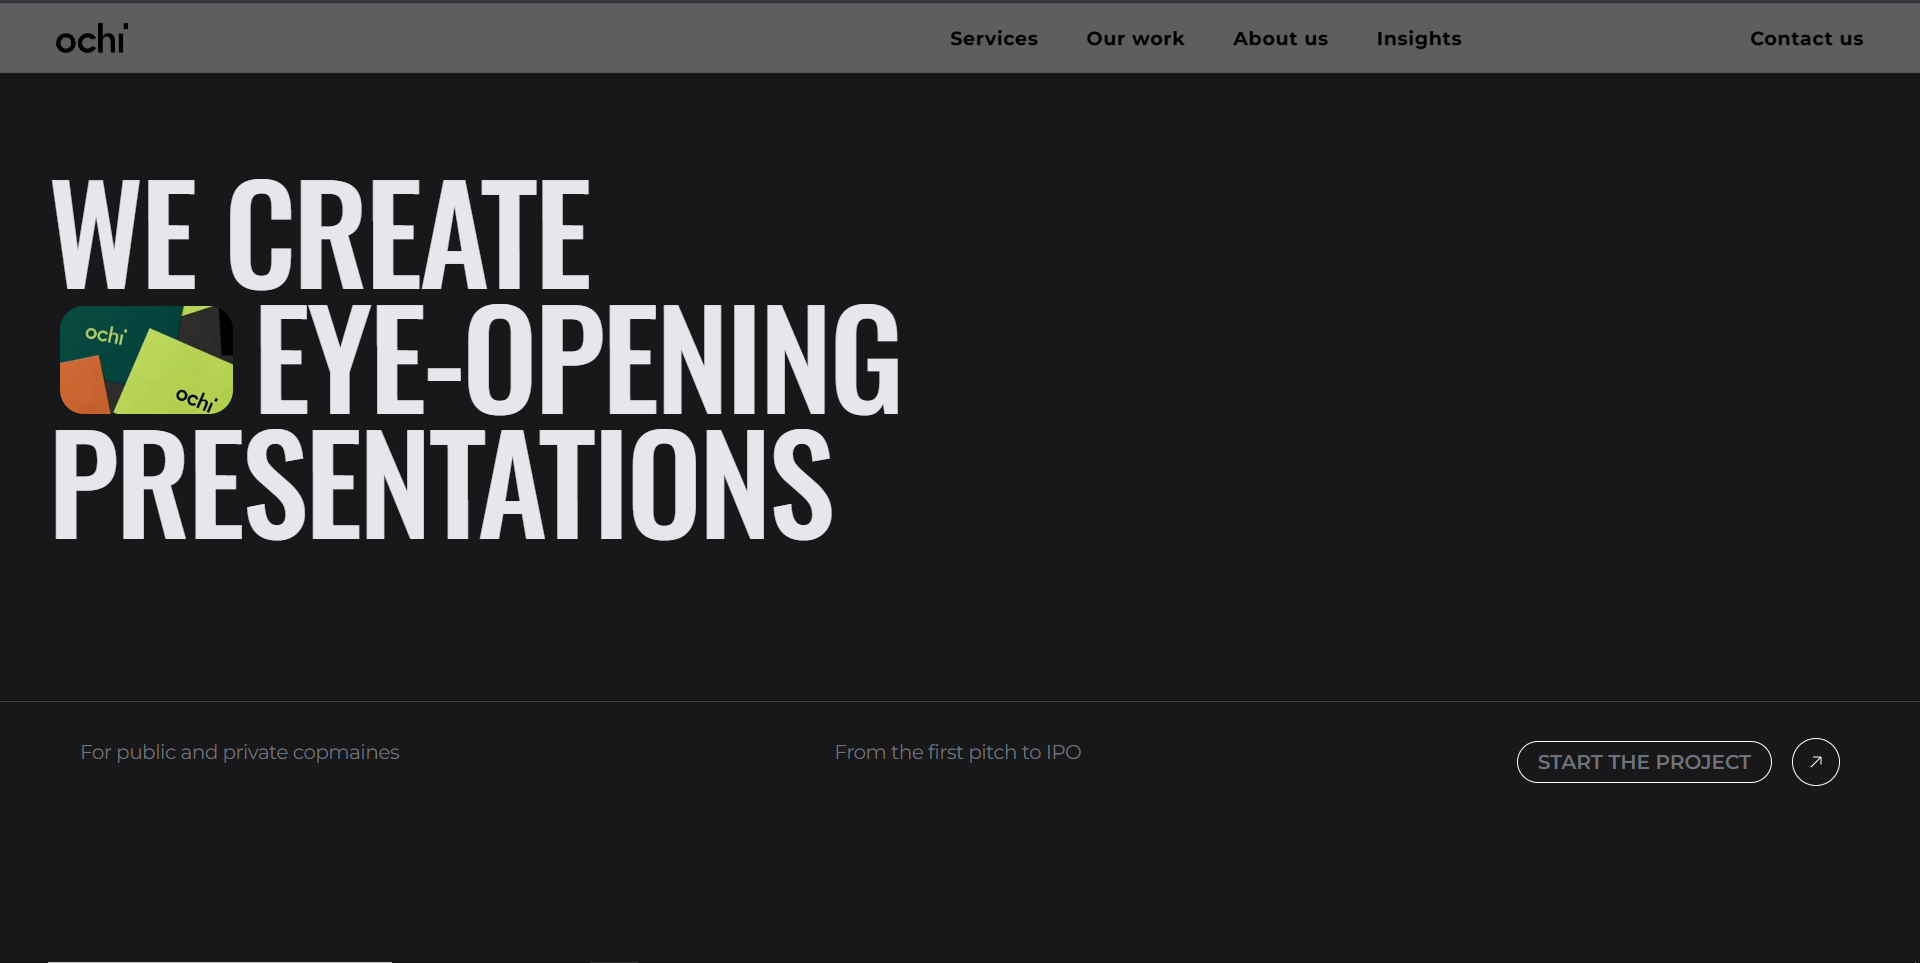 ochi
Services Our work About us Insights Contact us
WE CREATE
ochi
ochi
EYE-OPENING
PRESENTATIONS
For public and private copmaines
From the first pitch to IPO
START THE PROJECT